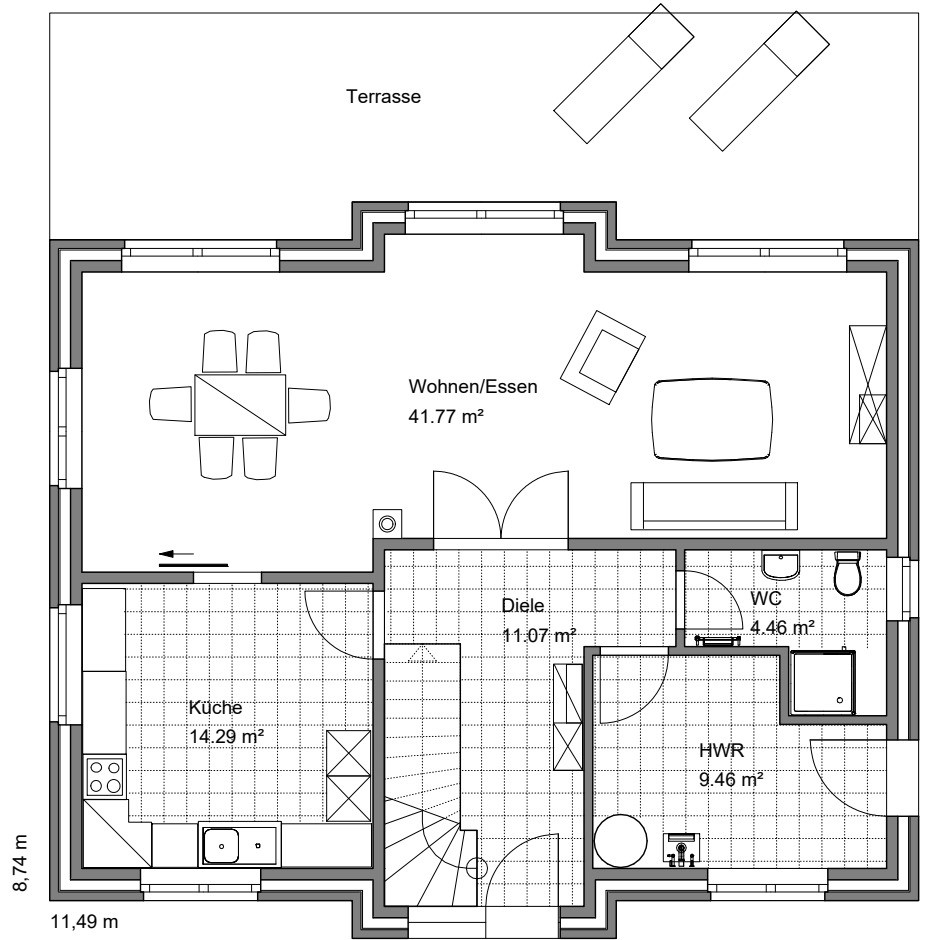 Terrasse
Wohnen/Essen
41.77 m²
Diele
11.07 m²
WC
4.46 m²
Küche
14.29 m²
HWR
9.46 m²
8,74 m
11,49 m